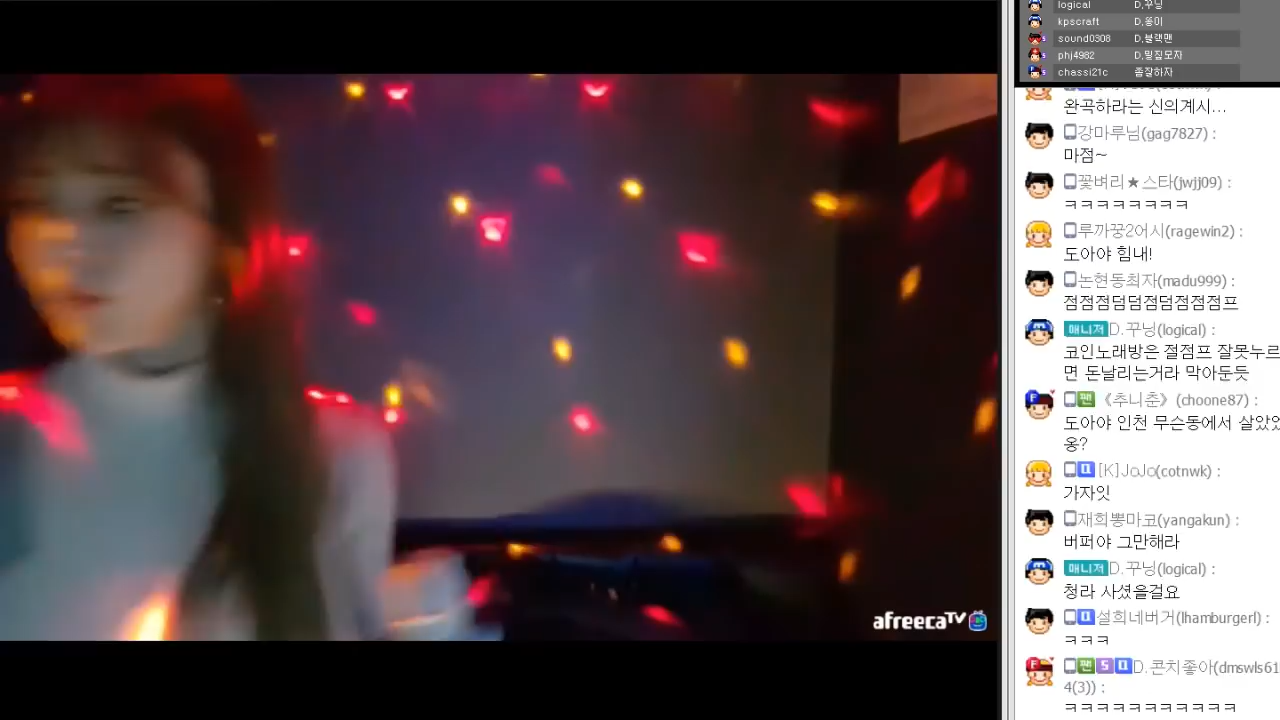 logical D,꾸닝
kpscraft D,똥이
sound0308 D,블랙맨
phj4982 D,밀짚모자
chassi21c 좀잘하자
완곡하라는 신의계시...
강마루님(gag7827) :
마점~
꽃벼리★스타(jwjj09) :
ㅋㅋㅋㅋㅋㅋㅋㅋ
루까꿍2어시(ragewin2) :
도아야 힘내!
논현동최자(madu999) :
점점점덤덤점덤점점점프
매니저 D.꾸닝(logical) :
코인노래방은 절점프 잘못누르
면 돈날리는거라 막아둔듯
팬 《추니춘》(choone87) :
도아야 인천 무슨동에서 살았었
옹?
[K]JoJo(cotnwk) :
가자잇
재희뽕마코(yangakun) :
버퍼야 그만해라
매니저 D.꾸닝(logical) :
청라 사셨을걸요
설희네버거(lhamburgerl) :
ㅋㅋㅋ
팬 S D.콘치좋아(dmswls61
4(3)) :
ㅋㅋㅋㅋㅋㅋㅋㅋㅋㅋㅋ
afreecaTV